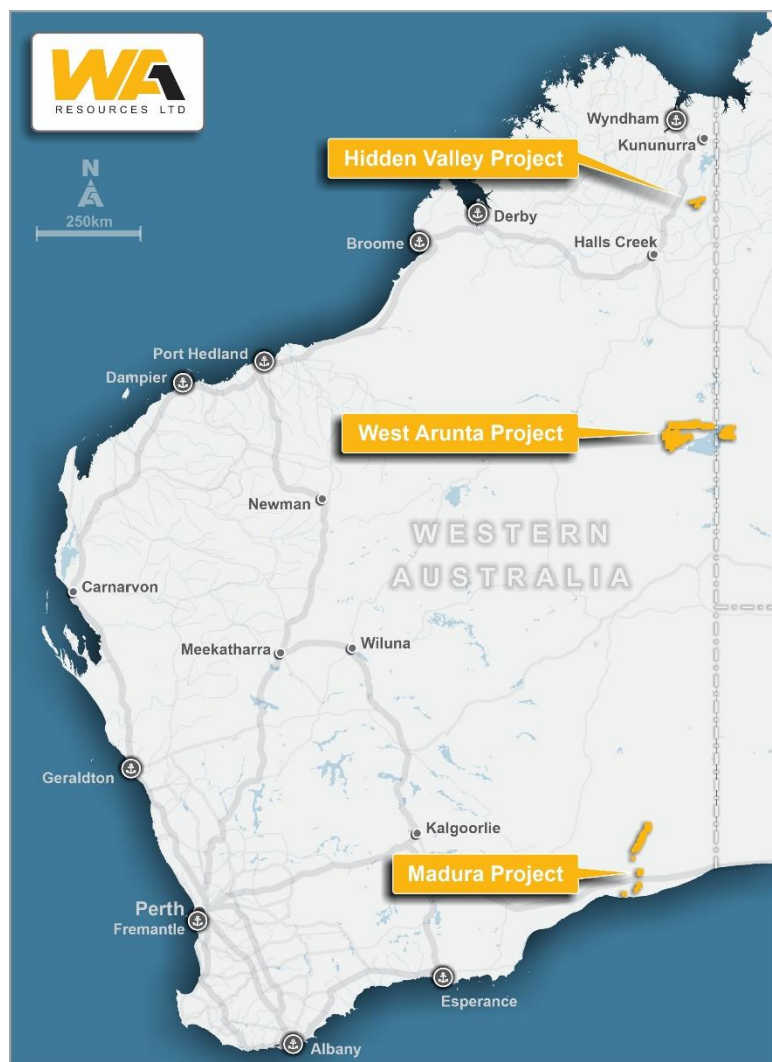 WA
RESOURCES LTD
N
250km
Wyndham
Kununurra
Hidden Valley Project
Derby
Broome
Halls Creek
Port Hedland
Dampier
West Arunta Project
Newman
WESTERN
AUSTRALIA
Carnarvon
Meekatharra
Wiluna
Geraldton
Kalgoorlie
Madura Project
Perth
Fremantle
Esperance
Albany